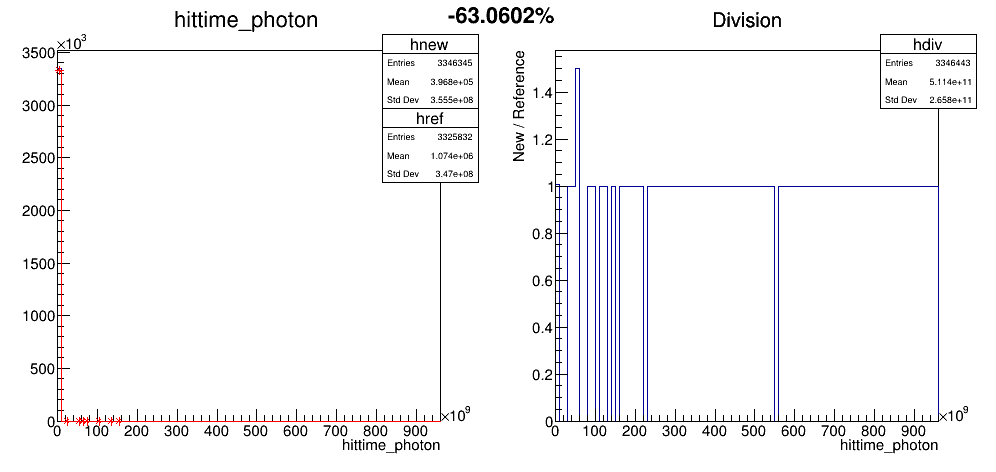 -63.0602%
hittime_photon
×10³
3500
3000
2500
2000
1500
1000
500
0
0 100 200 300 400 500 600 700 800 900
×10⁹
hittime_photon
hnew
Entries 3346345
Mean 3.968e+05
Std Dev 3.555e+08
href
Entries 3325832
Mean 1.074e+06
Std Dev 3.47e+08
Division
New / Reference
1.4
1.2
1
0.8
0.6
0.4
0.2
0
0 100 200 300 400 500 600 700 800 900
×10⁹
hittime_photon
hdiv
Entries 3346443
Mean 5.114e+11
Std Dev 2.658e+11